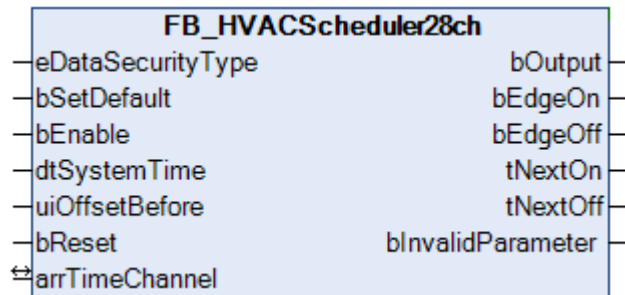 FB_HVACScheduler28ch
eDataSecurityType bOutput
bSetDefault bEdgeOn
bEnable bEdgeOff
dtSystemTime tNextOn
uiOffsetBefore tNextOff
bReset bInvalidParameter
arrTimeChannel